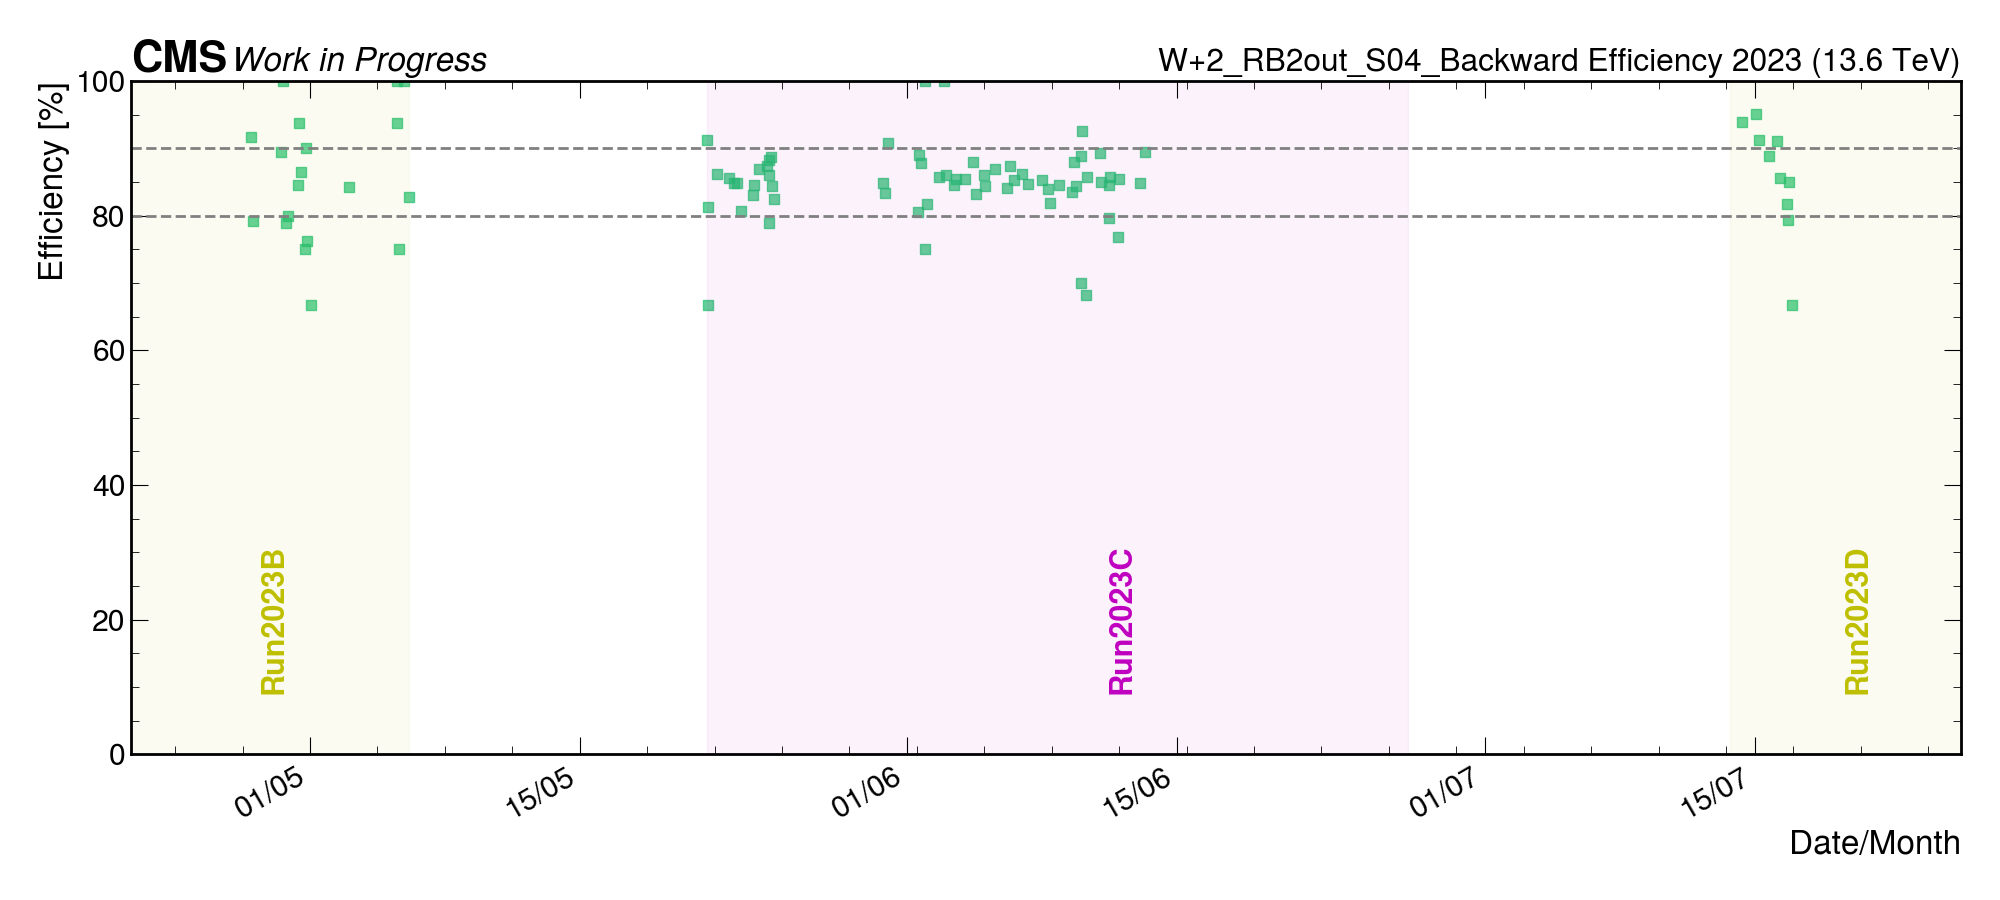 CMS Work in Progress
W+2_RB2out_S04_Backward Efficiency 2023 (13.6 TeV)
Efficiency [%]
100
80
60
40
20
0
Run2023B
Run2023C
Run2023D
01/05
15/05
01/06
15/06
01/07
15/07
Date/Month